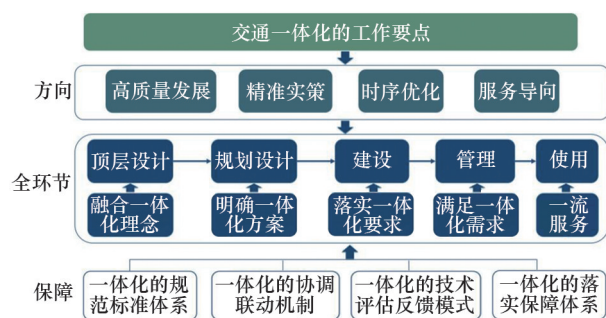 交通一体化的工作要点
方向
高质量发展
精准实策
时序优化
服务导向
全环节
顶层设计
规划设计
建设
管理
使用
融合一体
化理念
明确一体
化方案
落实一体
化要求
满足一体
化需求
一流
服务
保障
一体化的规
范标准体系
一体化的协调
联动机制
一体化的技术
评估反馈模式
一体化的落
实保障体系